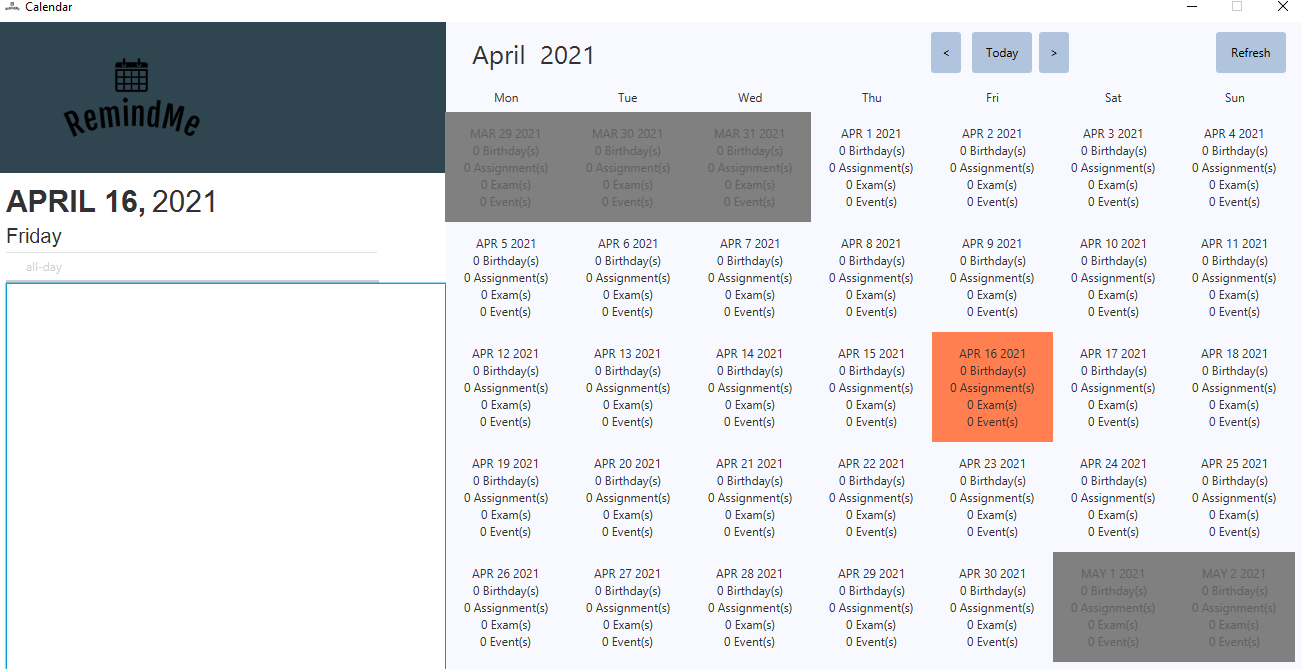 Calendar
RemindMe
APRIL 16, 2021
Friday
all-day
April 2021
< Today > Refresh
Mon Tue Wed Thu Fri Sat Sun
MAR 29 2021 MAR 30 2021 MAR 31 2021 APR 1 2021 APR 2 2021 APR 3 2021 APR 4 2021
0 Birthday(s) 0 Birthday(s) 0 Birthday(s) 0 Birthday(s) 0 Birthday(s) 0 Birthday(s) 0 Birthday(s)
0 Assignment(s) 0 Assignment(s) 0 Assignment(s) 0 Assignment(s) 0 Assignment(s) 0 Assignment(s) 0 Assignment(s)
0 Exam(s) 0 Exam(s) 0 Exam(s) 0 Exam(s) 0 Exam(s) 0 Exam(s) 0 Exam(s)
0 Event(s) 0 Event(s) 0 Event(s) 0 Event(s) 0 Event(s) 0 Event(s) 0 Event(s)
APR 5 2021 APR 6 2021 APR 7 2021 APR 8 2021 APR 9 2021 APR 10 2021 APR 11 2021
0 Birthday(s) 0 Birthday(s) 0 Birthday(s) 0 Birthday(s) 0 Birthday(s) 0 Birthday(s) 0 Birthday(s)
0 Assignment(s) 0 Assignment(s) 0 Assignment(s) 0 Assignment(s) 0 Assignment(s) 0 Assignment(s) 0 Assignment(s)
0 Exam(s) 0 Exam(s) 0 Exam(s) 0 Exam(s) 0 Exam(s) 0 Exam(s) 0 Exam(s)
0 Event(s) 0 Event(s) 0 Event(s) 0 Event(s) 0 Event(s) 0 Event(s) 0 Event(s)
APR 12 2021 APR 13 2021 APR 14 2021 APR 15 2021 APR 16 2021 APR 17 2021 APR 18 2021
0 Birthday(s) 0 Birthday(s) 0 Birthday(s) 0 Birthday(s) 0 Birthday(s) 0 Birthday(s) 0 Birthday(s)
0 Assignment(s) 0 Assignment(s) 0 Assignment(s) 0 Assignment(s) 0 Assignment(s) 0 Assignment(s) 0 Assignment(s)
0 Exam(s) 0 Exam(s) 0 Exam(s) 0 Exam(s) 0 Exam(s) 0 Exam(s) 0 Exam(s)
0 Event(s) 0 Event(s) 0 Event(s) 0 Event(s) 0 Event(s) 0 Event(s) 0 Event(s)
APR 19 2021 APR 20 2021 APR 21 2021 APR 22 2021 APR 23 2021 APR 24 2021 APR 25 2021
0 Birthday(s) 0 Birthday(s) 0 Birthday(s) 0 Birthday(s) 0 Birthday(s) 0 Birthday(s) 0 Birthday(s)
0 Assignment(s) 0 Assignment(s) 0 Assignment(s) 0 Assignment(s) 0 Assignment(s) 0 Assignment(s) 0 Assignment(s)
0 Exam(s) 0 Exam(s) 0 Exam(s) 0 Exam(s) 0 Exam(s) 0 Exam(s) 0 Exam(s)
0 Event(s) 0 Event(s) 0 Event(s) 0 Event(s) 0 Event(s) 0 Event(s) 0 Event(s)
APR 26 2021 APR 27 2021 APR 28 2021 APR 29 2021 APR 30 2021 MAY 1 2021 MAY 2 2021
0 Birthday(s) 0 Birthday(s) 0 Birthday(s) 0 Birthday(s) 0 Birthday(s) 0 Birthday(s) 0 Birthday(s)
0 Assignment(s) 0 Assignment(s) 0 Assignment(s) 0 Assignment(s) 0 Assignment(s) 0 Assignment(s) 0 Assignment(s)
0 Exam(s) 0 Exam(s) 0 Exam(s) 0 Exam(s) 0 Exam(s) 0 Exam(s) 0 Exam(s)
0 Event(s) 0 Event(s) 0 Event(s) 0 Event(s) 0 Event(s) 0 Event(s) 0 Event(s)